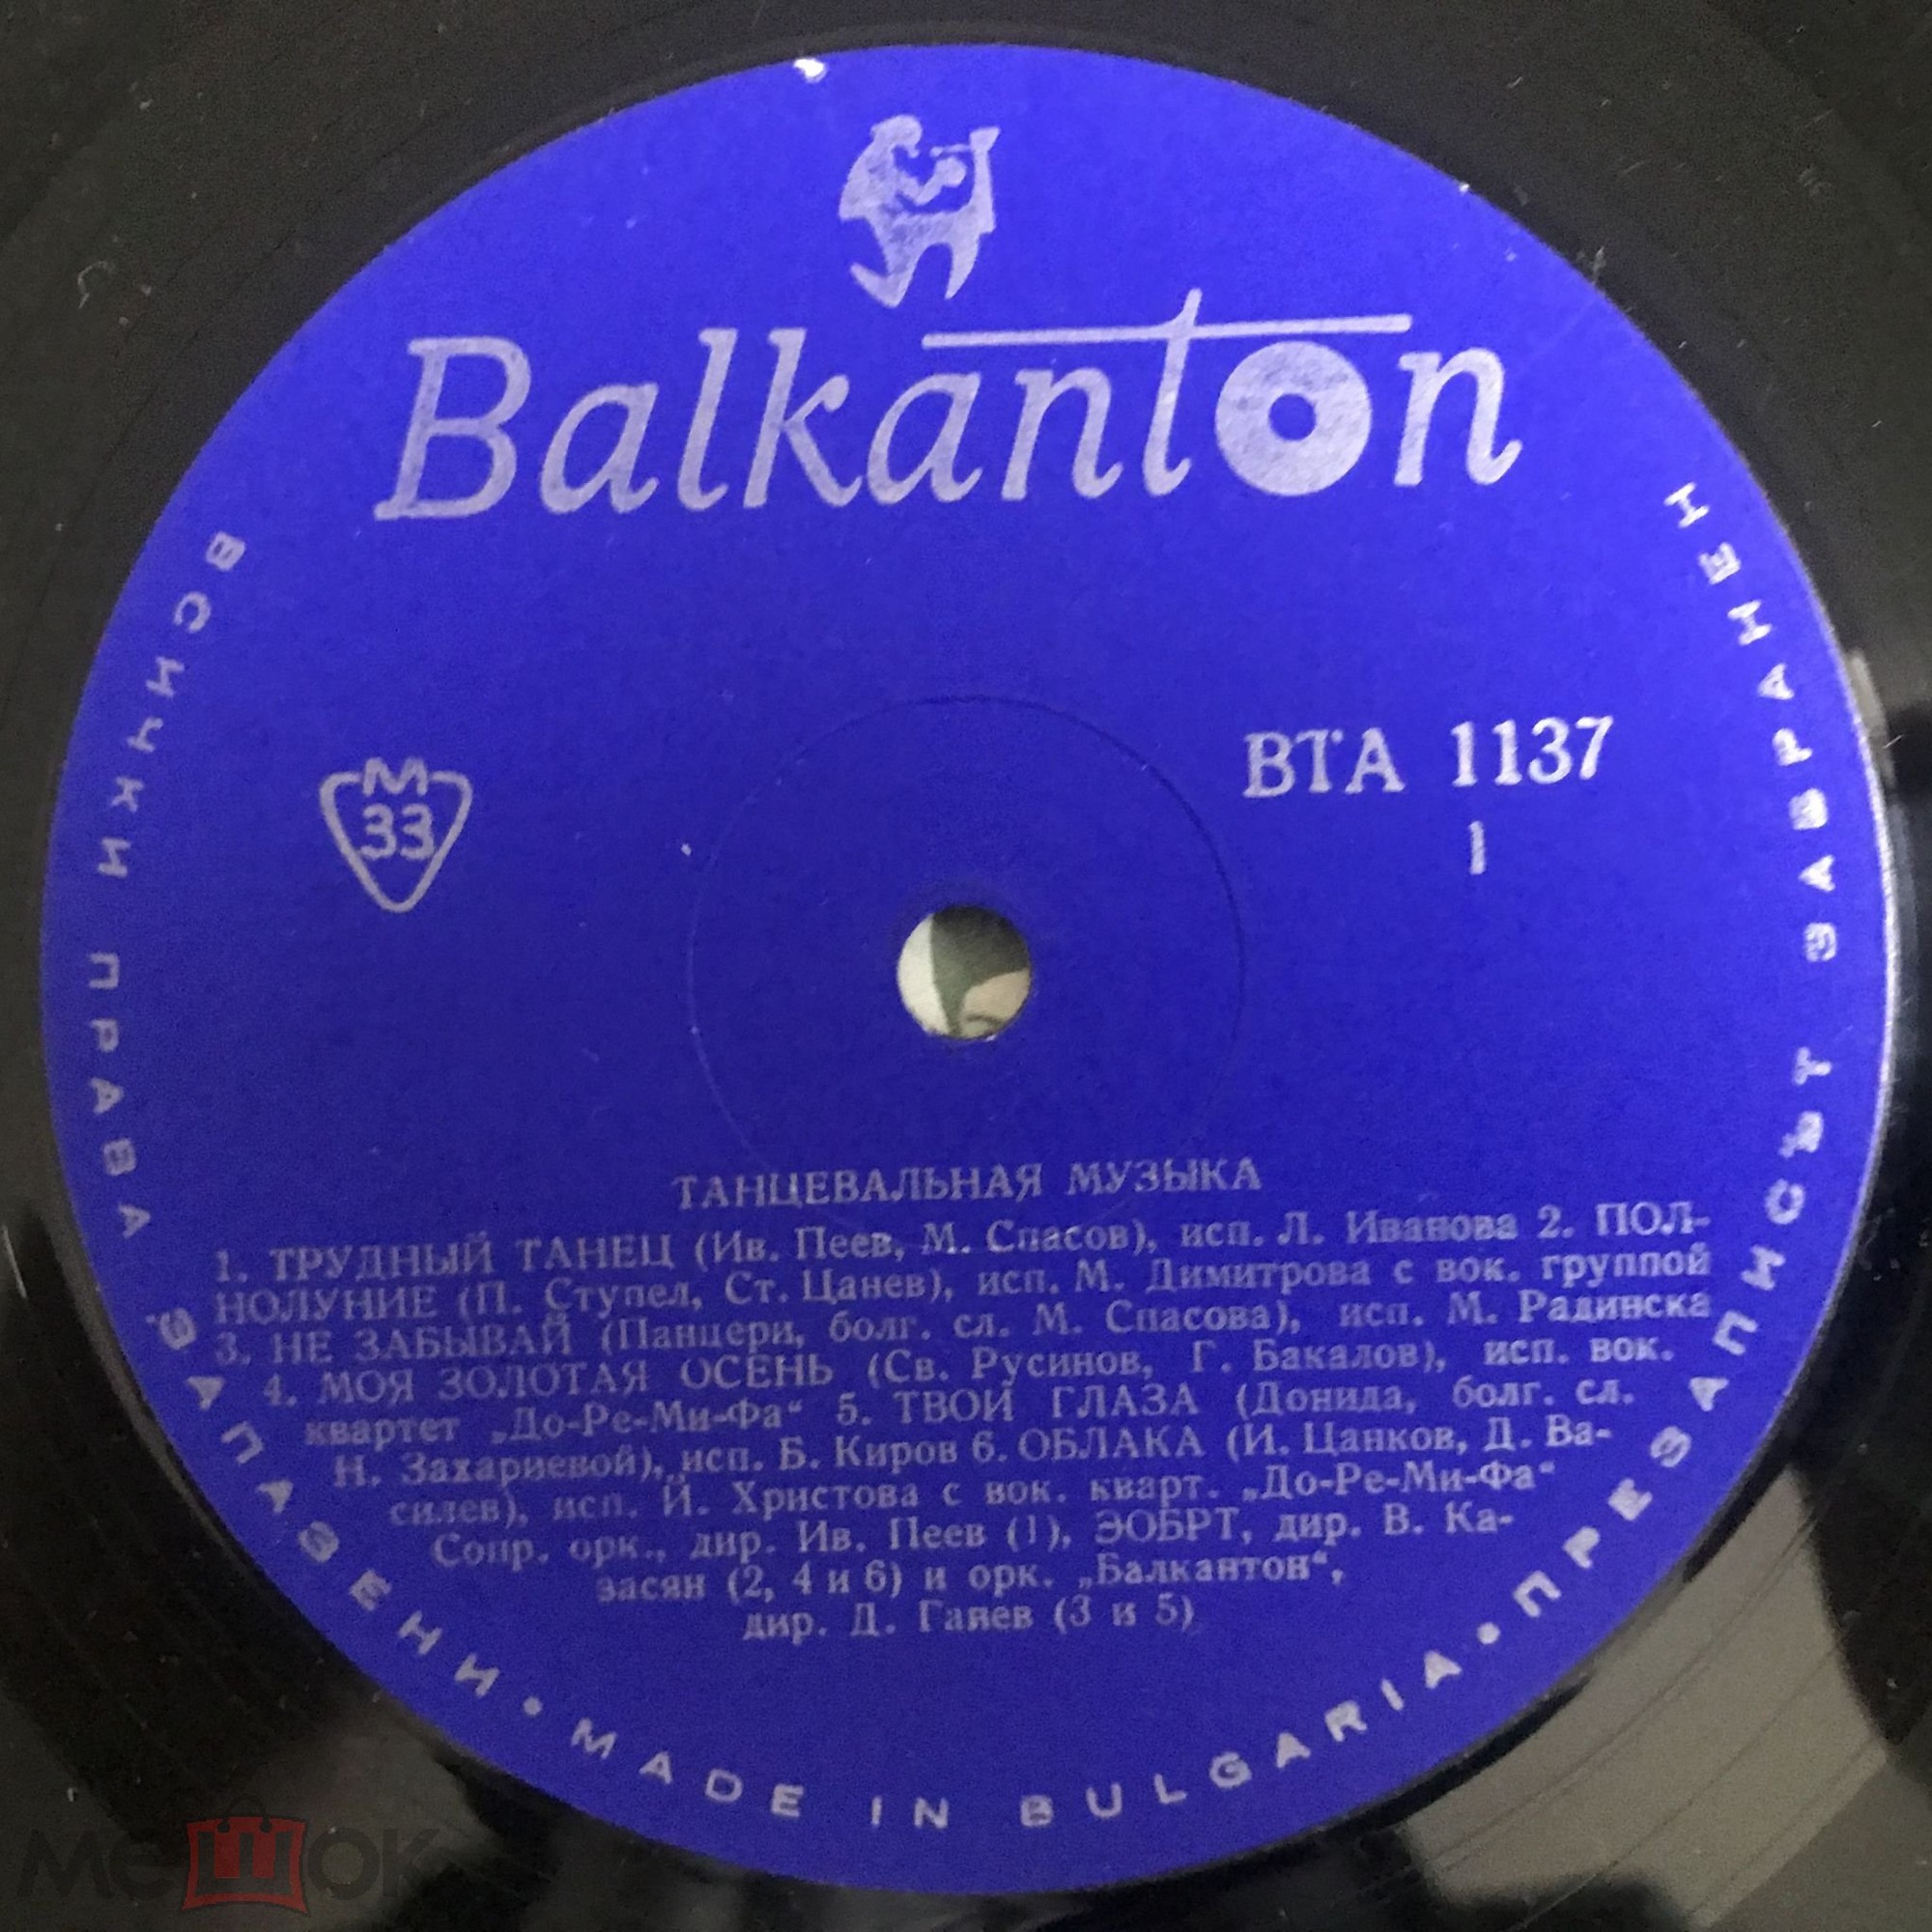 Balkanton
М
33
ВТА 1137
I
ТАНЦЕВАЛЬНАЯ МУЗЫКА
1. ТРУДНЫЙ ТАНЕЦ (Ив. Пеев, М. Спасов), исп. Л. Иванова 2. ПОЛ-
НОЛУНИЕ (П. Ступел, Ст. Цанев), исп. М. Димитрова с вок. группой
3. НЕ ЗАБЫВАЙ (Панцери, болг. сл. М. Спасова), исп. М. Радинска
4. МОЯ ЗОЛОТАЯ ОСЕНЬ (Св. Русинов, Г. Бакалов), исп. вок.
квартет „До-Ре-Ми-Фа“ 5. ТВОИ ГЛАЗА (Донида, болг. сл.
Н. Захариевой), исп. Б. Киров 6. ОБЛАКА (И. Цанков, Д. Ва-
силев), исп. И. Христова с вок. кварт. „До-Ре-Ми-Фа“
Сопр. орк., дир. Ив. Пеев (1), ЭОБРТ, дир. В. Ка-
засян (2, 4 и 6) и орк. „Балкантон“,
дир. Д. Ганев (3 и 5)
ВСИЧКИ ПРАВА ЗАПАЗЕНИ • MADE IN BULGARIA • ПРЕЗАПИСЪТ ЗАБРАНЕН
мешок